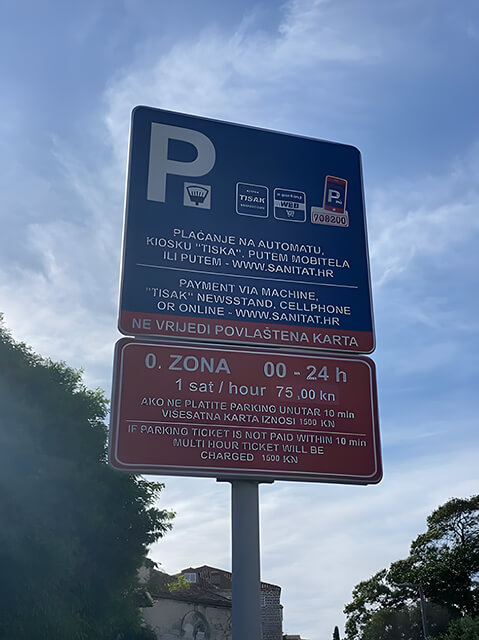 P
TISAK
e-parking
WEB
P
708200
PLAĆANJE NA AUTOMATU,
KIOSKU "TISKA", PUTEM MOBITELA
ILI PUTEM - WWW.SANITAT.HR
PAYMENT VIA MACHINE,
"TISAK" NEWSSTAND, CELLPHONE
OR ONLINE - WWW.SANITAT.HR
NE VRIJEDI POVLAŠTENA KARTA
0. ZONA 00 - 24 h
1 sat / hour 75,00 kn
AKO NE PLATITE PARKING UNUTAR 10 min
VIŠESATNA KARTA IZNOSI 1500 KN
IF PARKING TICKET IS NOT PAID WITHIN 10 min
MULTI HOUR TICKET WILL BE
CHARGED 1500 KN